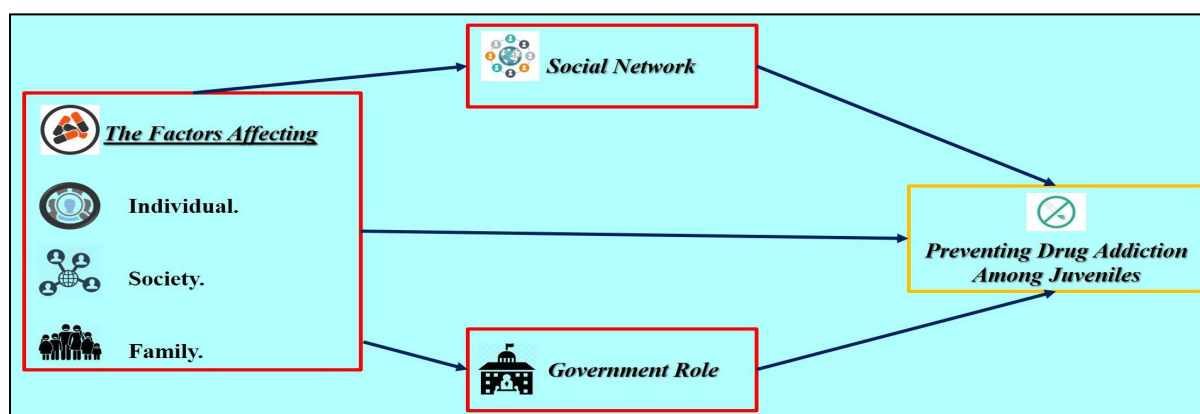 Social Network
The Factors Affecting
Individual.
Society.
Family.
Preventing Drug Addiction
Among Juveniles
Government Role